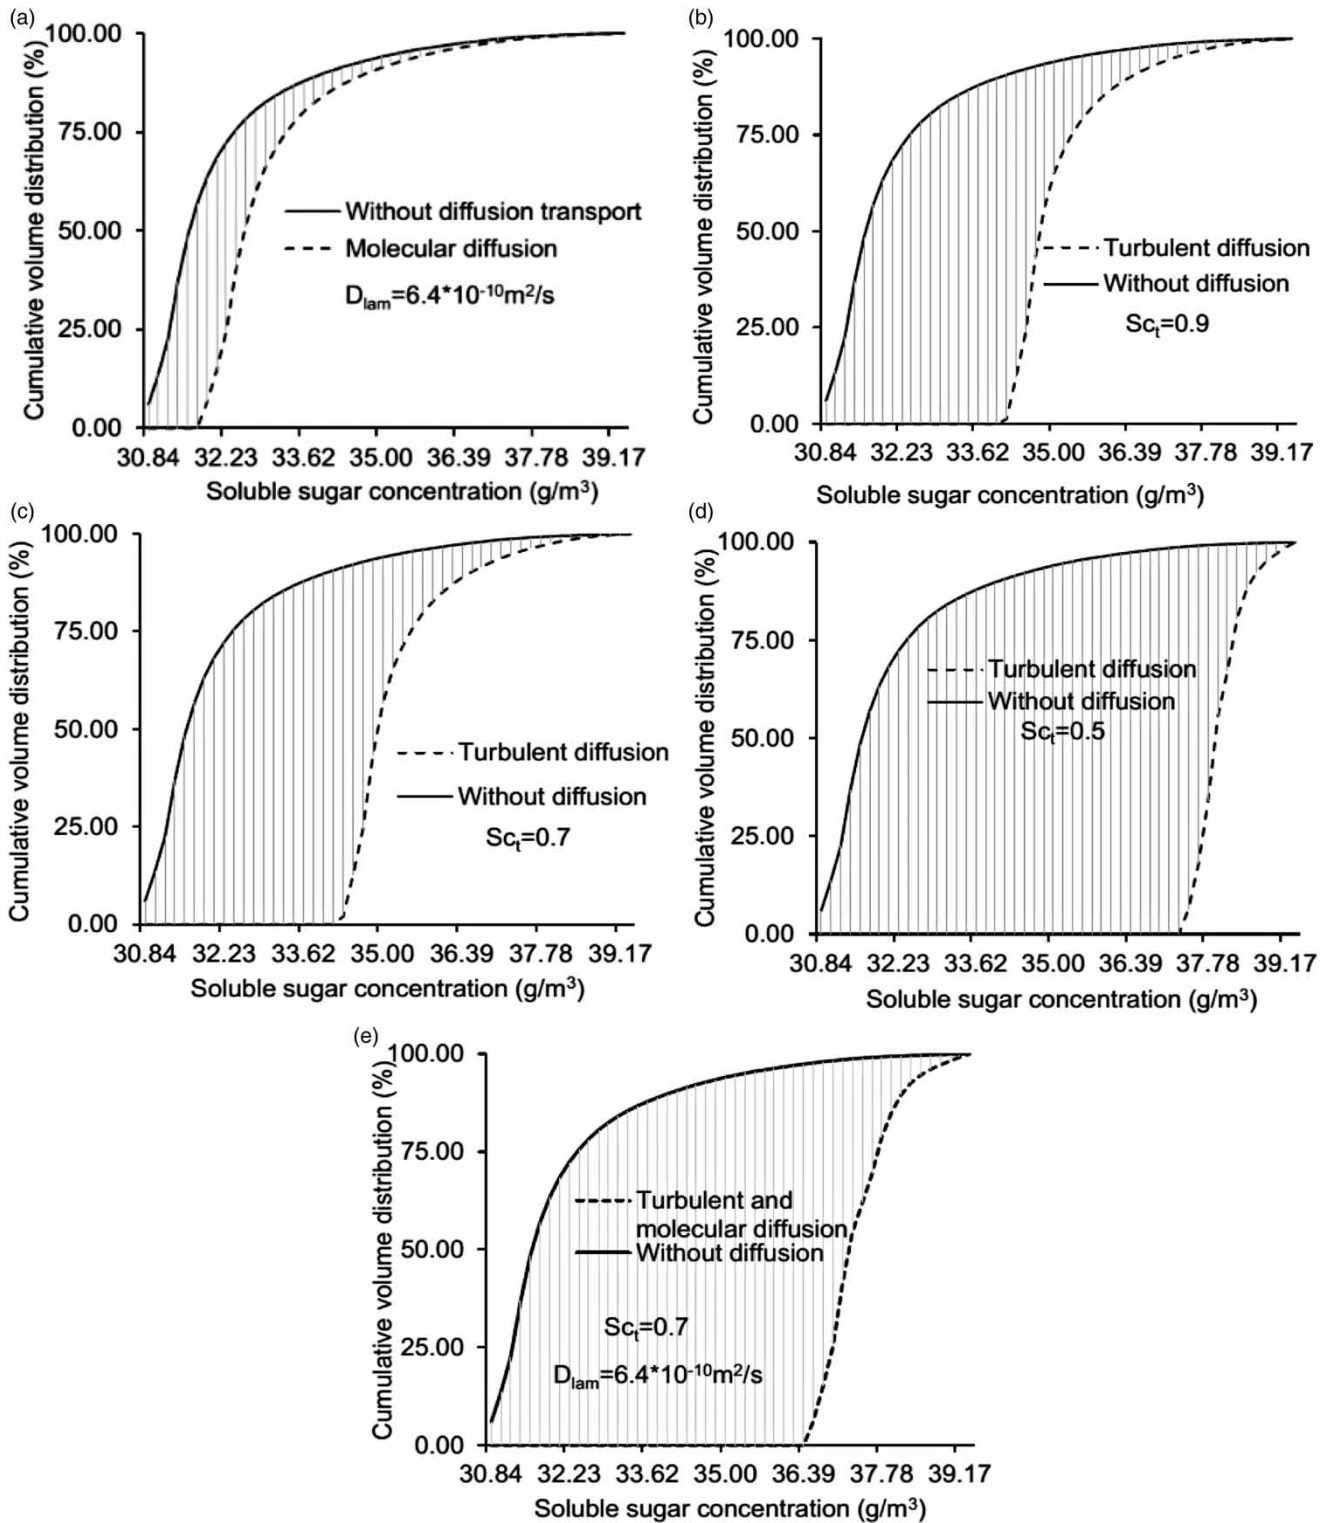 (a)
Cumulative volume distribution (%)
100.00
75.00
50.00
25.00
0.00
Without diffusion transport
Molecular diffusion
Dlam=6.4*10-10m2/s
30.84 32.23 33.62 35.00 36.39 37.78 39.17
Soluble sugar concentration (g/m3)
(b)
Cumulative volume distribution (%)
100.00
75.00
50.00
25.00
0.00
Turbulent diffusion
Without diffusion
Sct=0.9
30.84 32.23 33.62 35.00 36.39 37.78 39.17
Soluble sugar concentration (g/m3)
(c)
Cumulative volume distribution (%)
100.00
75.00
50.00
25.00
0.00
Turbulent diffusion
Without diffusion
Sct=0.7
30.84 32.23 33.62 35.00 36.39 37.78 39.17
Soluble sugar concentration (g/m3)
(d)
Cumulative volume distribution (%)
100.00
75.00
50.00
25.00
0.00
Turbulent diffusion
Without diffusion
Sct=0.5
30.84 32.23 33.62 35.00 36.39 37.78 39.17
Soluble sugar concentration (g/m3)
(e)
Cumulative volume distribution (%)
100.00
75.00
50.00
25.00
0.00
Turbulent and
molecular diffusion
Without diffusion
Sct=0.7
Dlam=6.4*10-10m2/s
30.84 32.23 33.62 35.00 36.39 37.78 39.17
Soluble sugar concentration (g/m3)